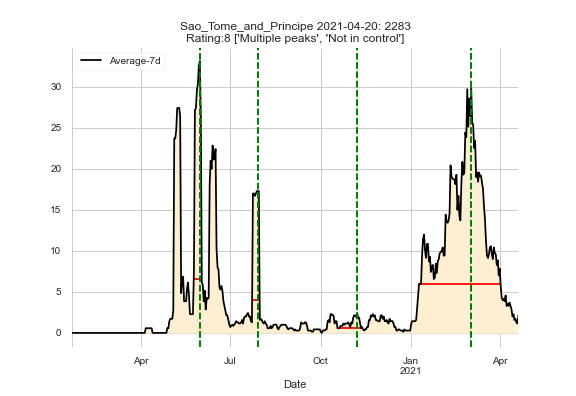 Sao_Tome_and_Principe 2021-04-20: 2283
Rating:8 ['Multiple peaks', 'Not in control']
Average-7d
30
25
20
15
10
5
0
Apr Jul Oct Jan Apr
2021
Date